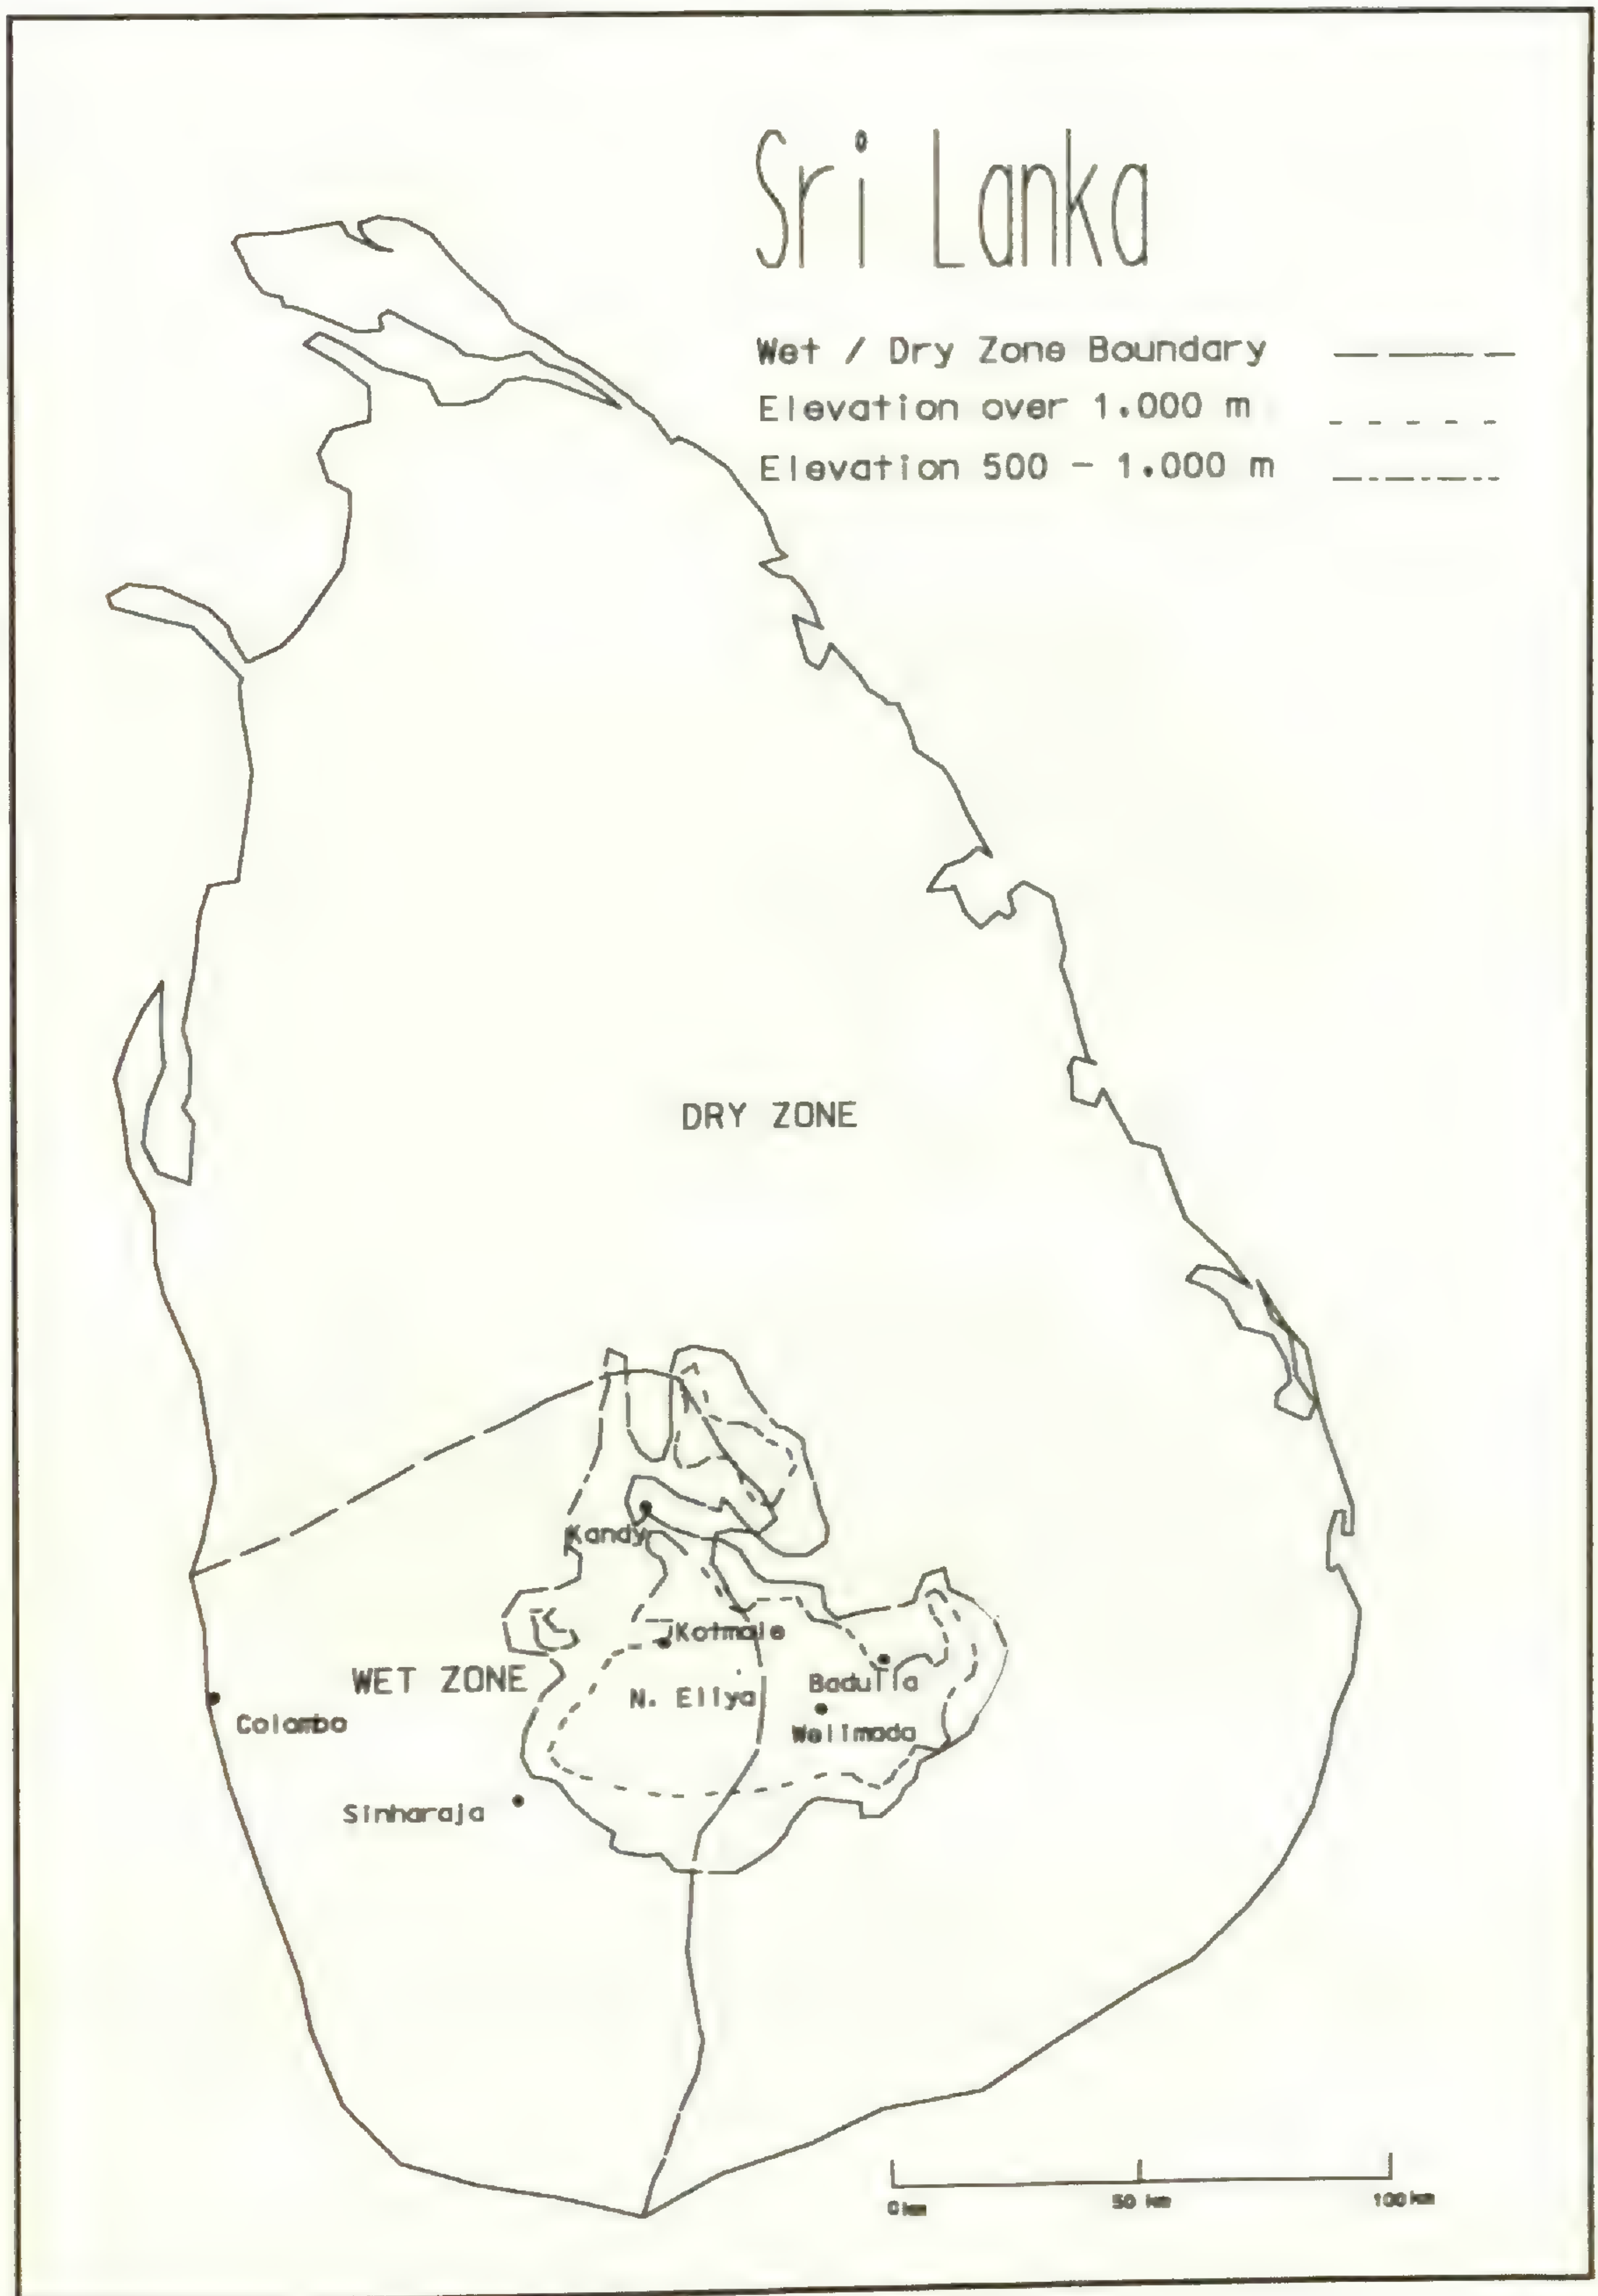 Sri Lanka
Wet / Dry Zone Boundary
Elevation over 1.000 m
Elevation 500 - 1.000 m
DRY ZONE
Kandy
Kotmale
WET ZONE
Badulla
N. Eliya
Colombo
Welimada
Sinharaja
0 km
50 km
100 km